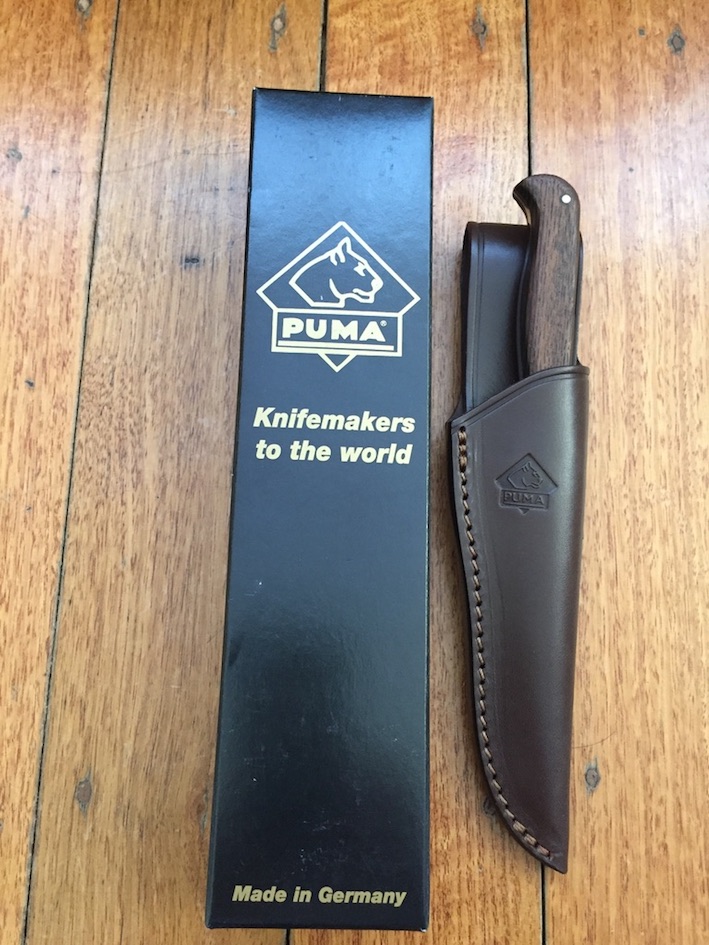 PUMA®
Knifemakers
to the world
Made in Germany
PUMA